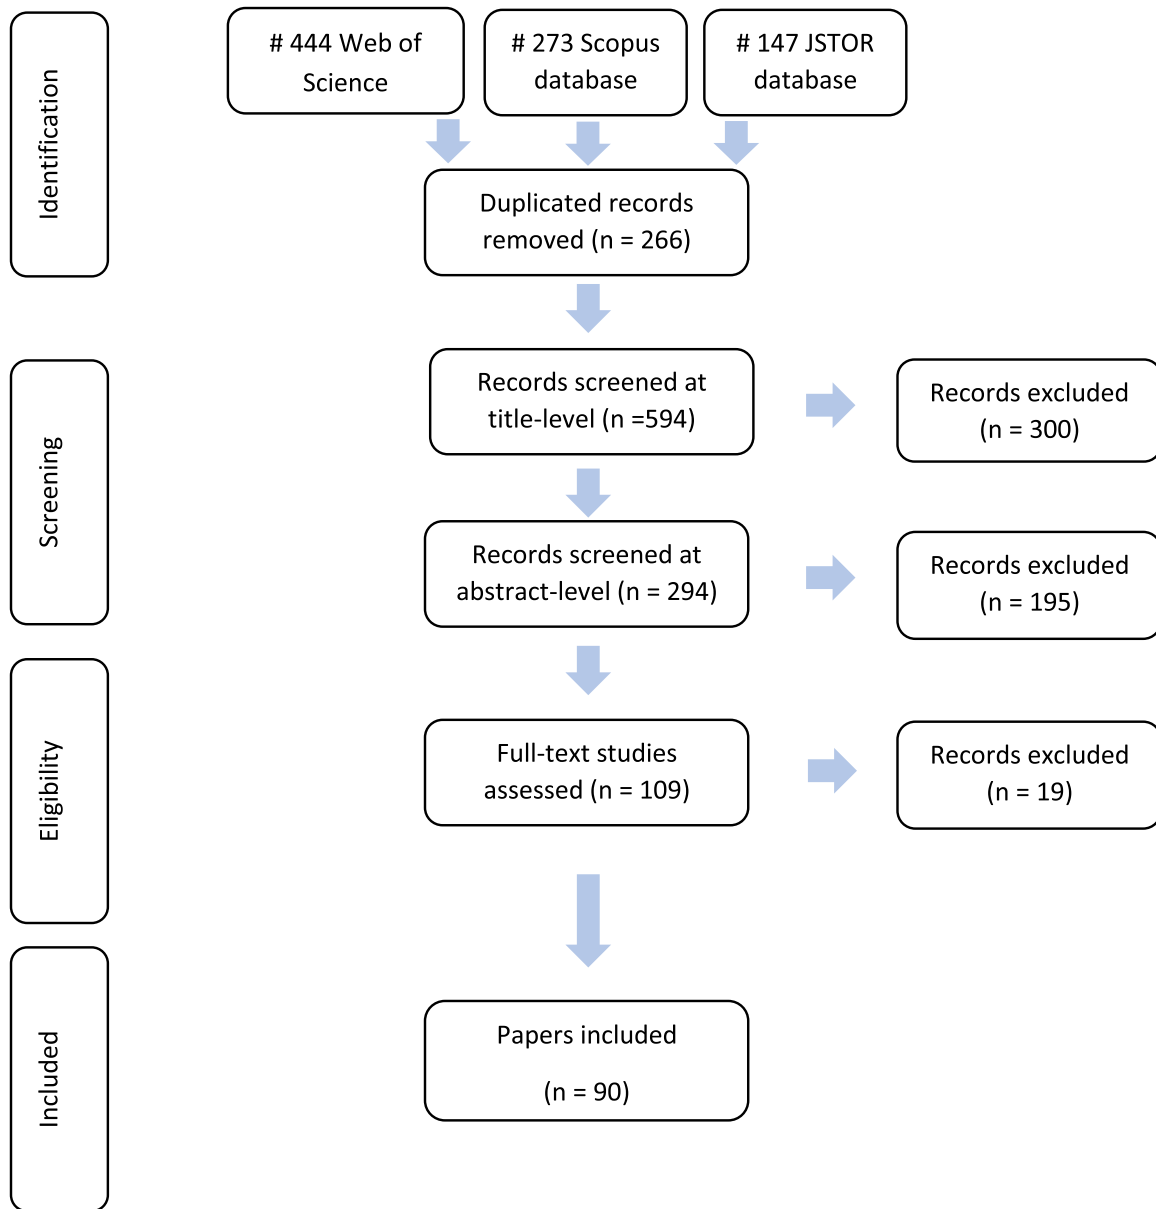 Identification
# 444 Web of
Science
# 273 Scopus
database
# 147 JSTOR
database
Duplicated records
removed (n = 266)
Screening
Records screened at
title-level (n =594)
Records excluded
(n = 300)
Records screened at
abstract-level (n = 294)
Records excluded
(n = 195)
Eligibility
Full-text studies
assessed (n = 109)
Records excluded
(n = 19)
Included
Papers included
(n = 90)